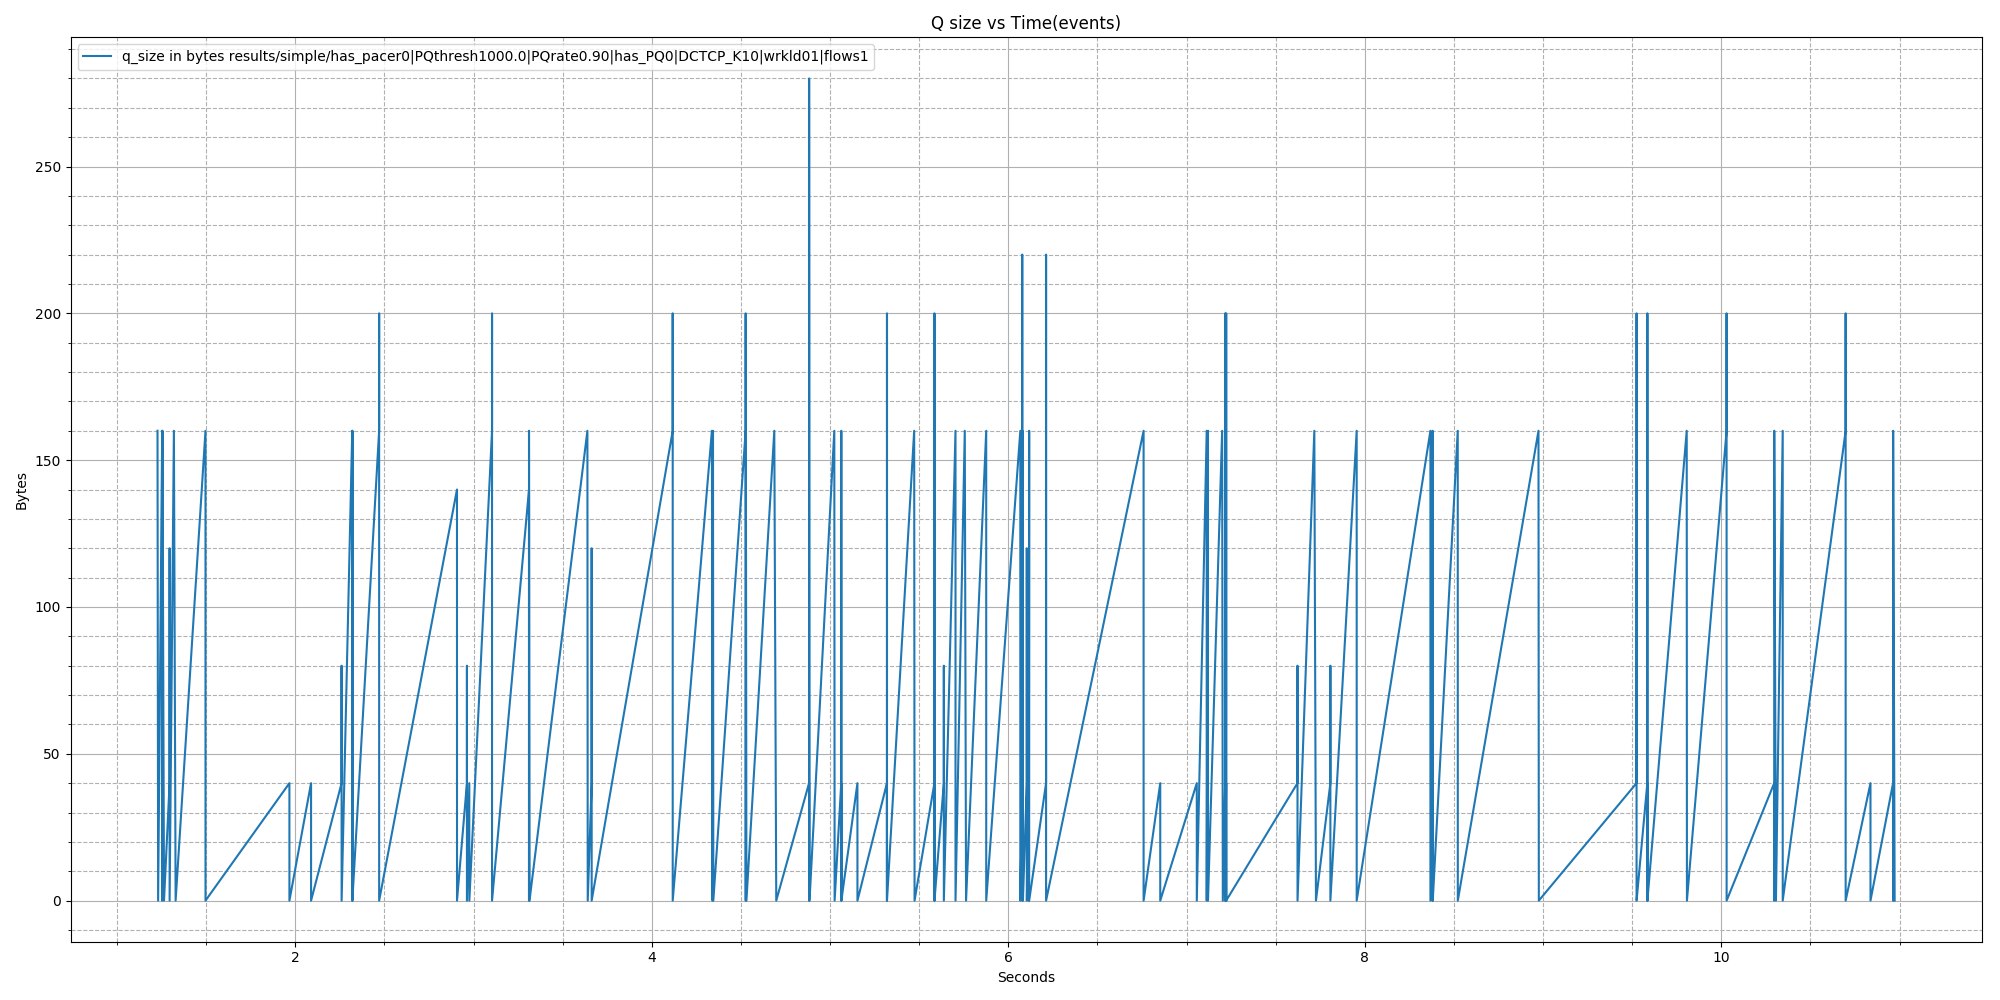 Q size vs Time(events)
q_size in bytes results/simple/has_pacer0|PQthresh1000.0|PQrate0.90|has_PQ0|DCTCP_K10|wrkld01|flows1
Bytes
250
200
150
100
50
0
2 4 6 8 10
Seconds